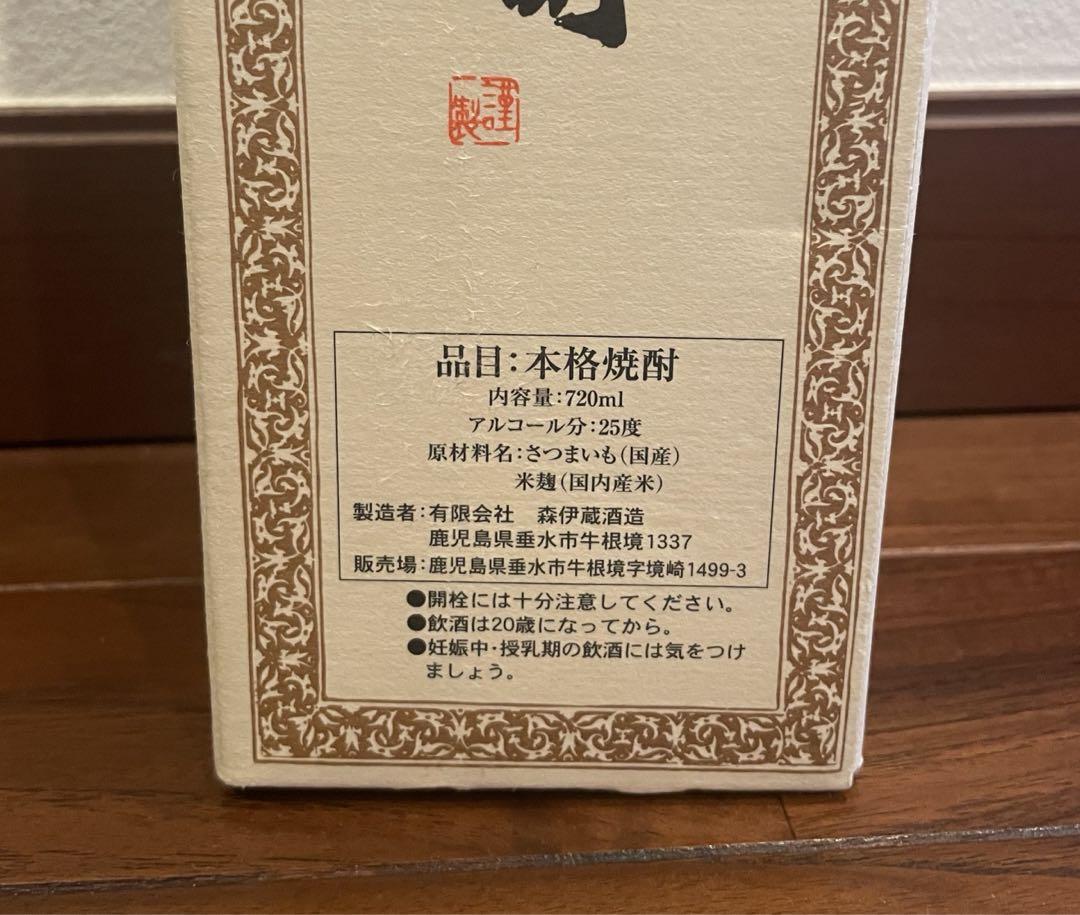 謹製
品目：本格焼酎
内容量：720ml
アルコール分：25度
原材料名：さつまいも（国産）
米麹（国内産米）
製造者：有限会社　森伊蔵酒造
鹿児島県垂水市牛根境1337
販売場：鹿児島県垂水市牛根境字境崎1499-3
●開栓には十分注意してください。
●飲酒は20歳になってから。
●妊娠中・授乳期の飲酒には気をつけ
ましょう。